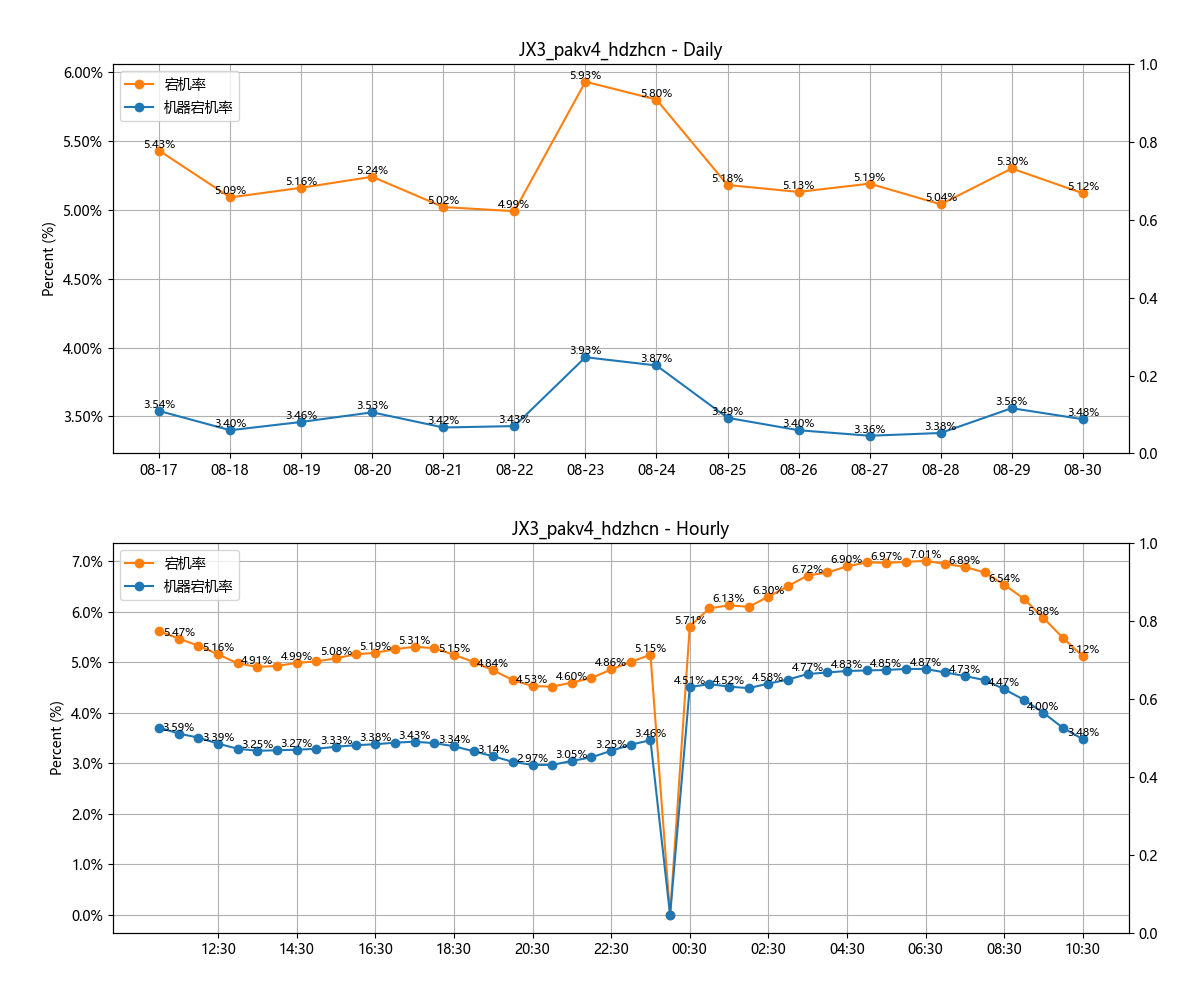 JX3_pakv4_hdzhcn - Daily
宕机率
机器宕机率
Percent (%)
6.00%
5.50%
5.00%
4.50%
4.00%
3.50%
1.0
0.8
0.6
0.4
0.2
0.0
5.43% 5.09% 5.16% 5.24% 5.02% 4.99% 5.93% 5.80% 5.18% 5.13% 5.19% 5.04% 5.30% 5.12%
3.54% 3.40% 3.46% 3.53% 3.42% 3.43% 3.93% 3.87% 3.49% 3.40% 3.36% 3.38% 3.56% 3.48%
08-17 08-18 08-19 08-20 08-21 08-22 08-23 08-24 08-25 08-26 08-27 08-28 08-29 08-30
JX3_pakv4_hdzhcn - Hourly
宕机率
机器宕机率
Percent (%)
7.0%
6.0%
5.0%
4.0%
3.0%
2.0%
1.0%
0.0%
1.0
0.8
0.6
0.4
0.2
0.0
5.47% 5.16% 4.91% 4.99% 5.08% 5.19% 5.31% 5.15% 4.84% 4.53% 4.60% 4.86% 5.15% 5.71% 6.13% 6.30% 6.72% 6.90% 6.97% 7.01% 6.89% 6.54% 5.88% 5.12%
3.59% 3.39% 3.25% 3.27% 3.33% 3.38% 3.43% 3.34% 3.14% 2.97% 3.05% 3.25% 3.46% 4.51% 4.52% 4.58% 4.77% 4.83% 4.85% 4.87% 4.73% 4.47% 4.00% 3.48%
12:30 14:30 16:30 18:30 20:30 22:30 00:30 02:30 04:30 06:30 08:30 10:30